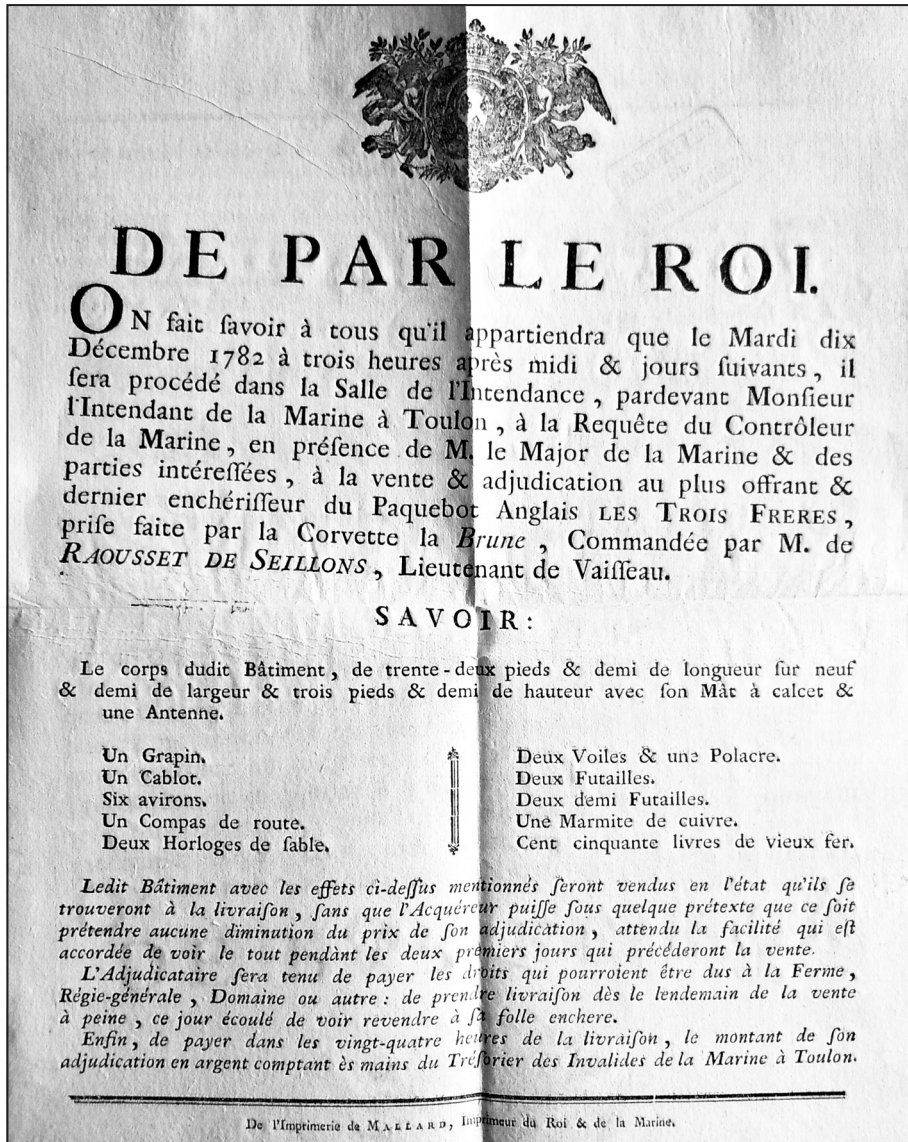 DE PAR LE ROI.
ON fait ſavoir à tous qu'il appartiendra que le Mardi dix
Décembre 1782 à trois heures après midi & jours ſuivants, il
ſera procédé dans la Salle de l'Intendance, pardevant Monſieur
l'Intendant de la Marine à Toulon, à la Requête du Contrôleur
de la Marine, en préſence de M. le Major de la Marine & des
parties intéreſſées, à la vente & adjudication au plus offrant &
dernier enchériſſeur du Paquebot Anglais LES TROIS FRERES,
priſe faite par la Corvette la Brune, Commandée par M. de
RAOUSSET DE SEILLONS, Lieutenant de Vaiſſeau.
SAVOIR:
Le corps dudit Bâtiment, de trente-deux pieds & demi de longueur ſur neuf
& demi de largeur & trois pieds & demi de hauteur avec ſon Mât à calcet &
une Antenne.
Un Grapin.
Un Cablot.
Six avirons.
Un Compas de route.
Deux Horloges de ſable.
Deux Voiles & une Polacre.
Deux Futailles.
Deux demi Futailles.
Une Marmite de cuivre.
Cent cinquante livres de vieux fer.
Ledit Bâtiment avec les effets ci-deſſus mentionnés ſeront vendus en l'état qu'ils ſe
trouveront à la livraiſon, ſans que l'Acquéreur puiſſe ſous quelque prétexte que ce ſoit
prétendre aucune diminution du prix de ſon adjudication, attendu la facilité qui eſt
accordée de voir le tout pendànt les deux premiers jours qui précéderont la vente.
L'Adjudicataire ſera tenu de payer les droits qui pourroient être dus à la Ferme,
Régie-générale, Domaine ou autre: de prendre livraiſon dès le lendemain de la vente
à peine, ce jour écoulé de voir revendre à ſa folle enchere.
Enfin, de payer dans les vingt-quatre heures de la livraiſon, le montant de ſon
adjudication en argent comptant ès mains du Tréſorier des Invalides de la Marine à Toulon.
De l'Imprimerie de MALLARD, Imprimeur du Roi & de la Marine.